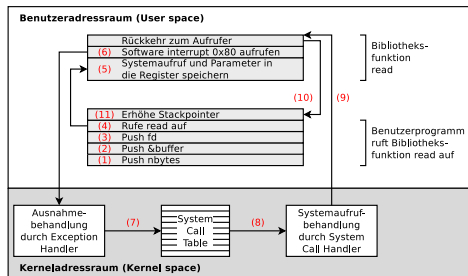 Benutzeradressraum (User space)
Rückkehr zum Aufrufer
(6) Software interrupt 0x80 aufrufen
(5) Systemaufruf und Parameter in
die Register speichern
Bibliotheks-
funktion
read
(10)
(9)
(11) Erhöhe Stackpointer
(4) Rufe read auf
(3) Push fd
(2) Push &buffer
(1) Push nbytes
Benutzerprogramm
ruft Bibliotheks-
funktion read auf
Ausnahme-
behandlung
durch Exception
Handler
(7)
System
Call
Table
(8)
Systemaufruf-
behandlung
durch System
Call Handler
Kerneladressraum (Kernel space)